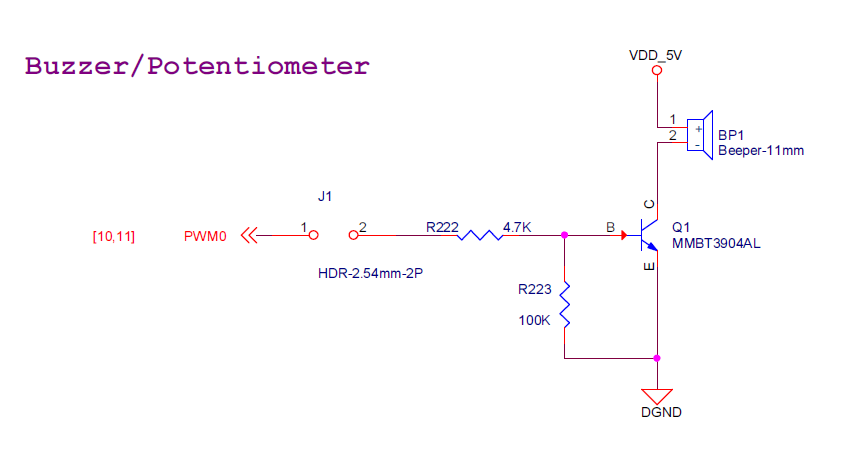 Buzzer/Potentiometer
VDD_5V
1
+
2
-
BP1
Beeper-11mm
J1
[10,11]
PWM0
1
2
R222
4.7K
B
C
Q1
MMBT3904AL
E
HDR-2.54mm-2P
R223
100K
DGND